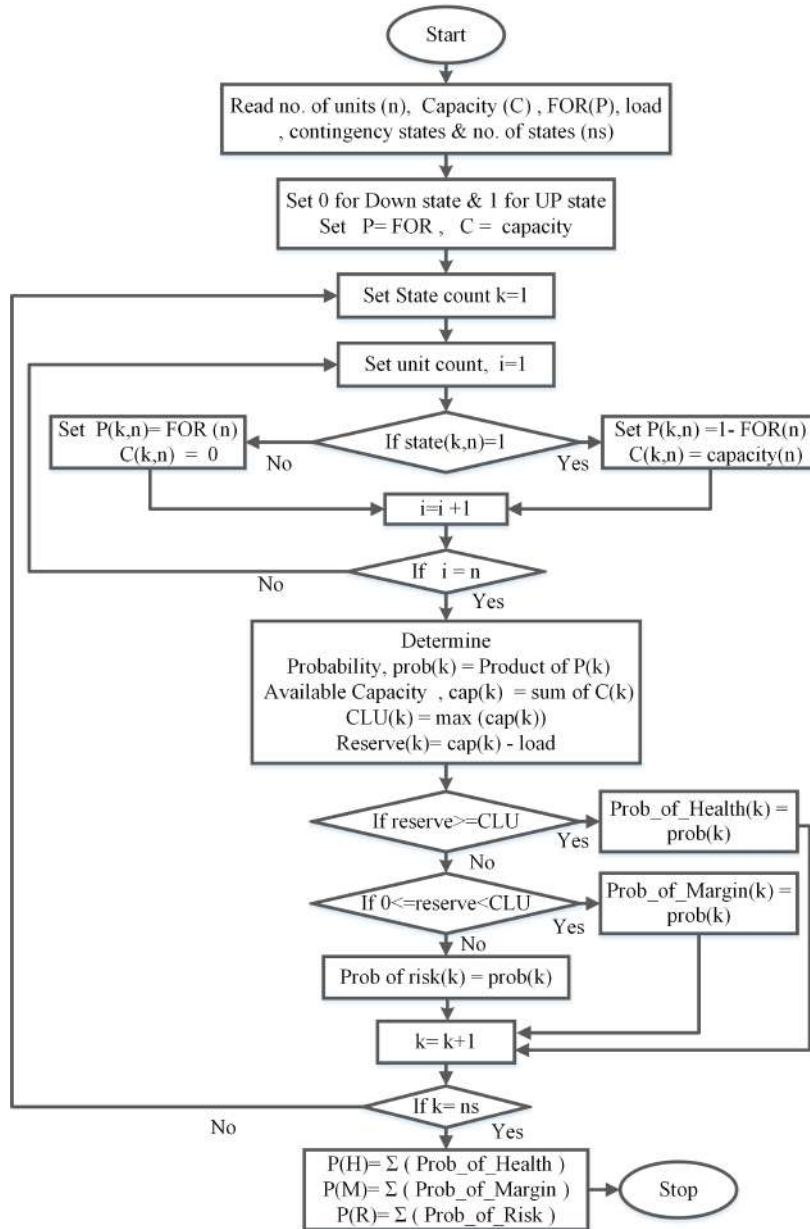 Start
Read no. of units (n), Capacity (C) , FOR(P), load
, contingency states & no. of states (ns)
Set 0 for Down state & 1 for UP state
Set P= FOR , C = capacity
Set State count k=1
Set unit count, i=1
Set P(k,n)= FOR (n)
C(k,n) = 0
No
If state(k,n)=1
Yes
Set P(k,n) =1- FOR(n)
C(k,n) = capacity(n)
i=i +1
If i = n
No
Yes
Determine
Probability, prob(k) = Product of P(k)
Available Capacity , cap(k) = sum of C(k)
CLU(k) = max (cap(k))
Reserve(k)= cap(k) - load
If reserve>=CLU
Yes
Prob_of_Health(k) =
prob(k)
No
If 0<=reserve<CLU
Yes
Prob_of_Margin(k) =
prob(k)
No
Prob of risk(k) = prob(k)
k= k+1
If k= ns
No
Yes
P(H)= Σ ( Prob_of_Health )
P(M)= Σ ( Prob_of_Margin )
P(R)= Σ ( Prob_of_Risk )
Stop